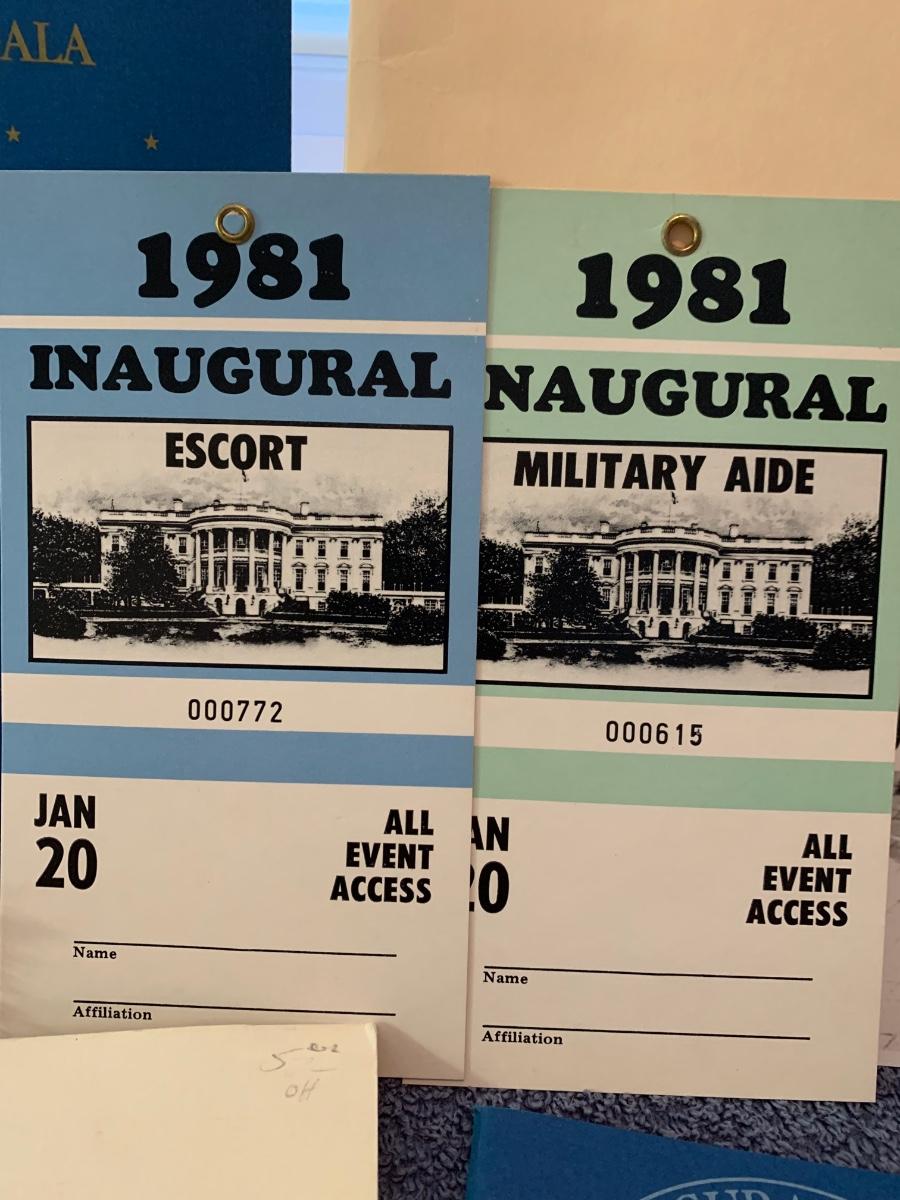 ALA
1981
INAUGURAL
ESCORT
000772
JAN
20
ALL
EVENT
ACCESS
Name
Affiliation
1981
NAUGURAL
MILITARY AIDE
000615
AN
20
ALL
EVENT
ACCESS
Name
Affiliation
OH